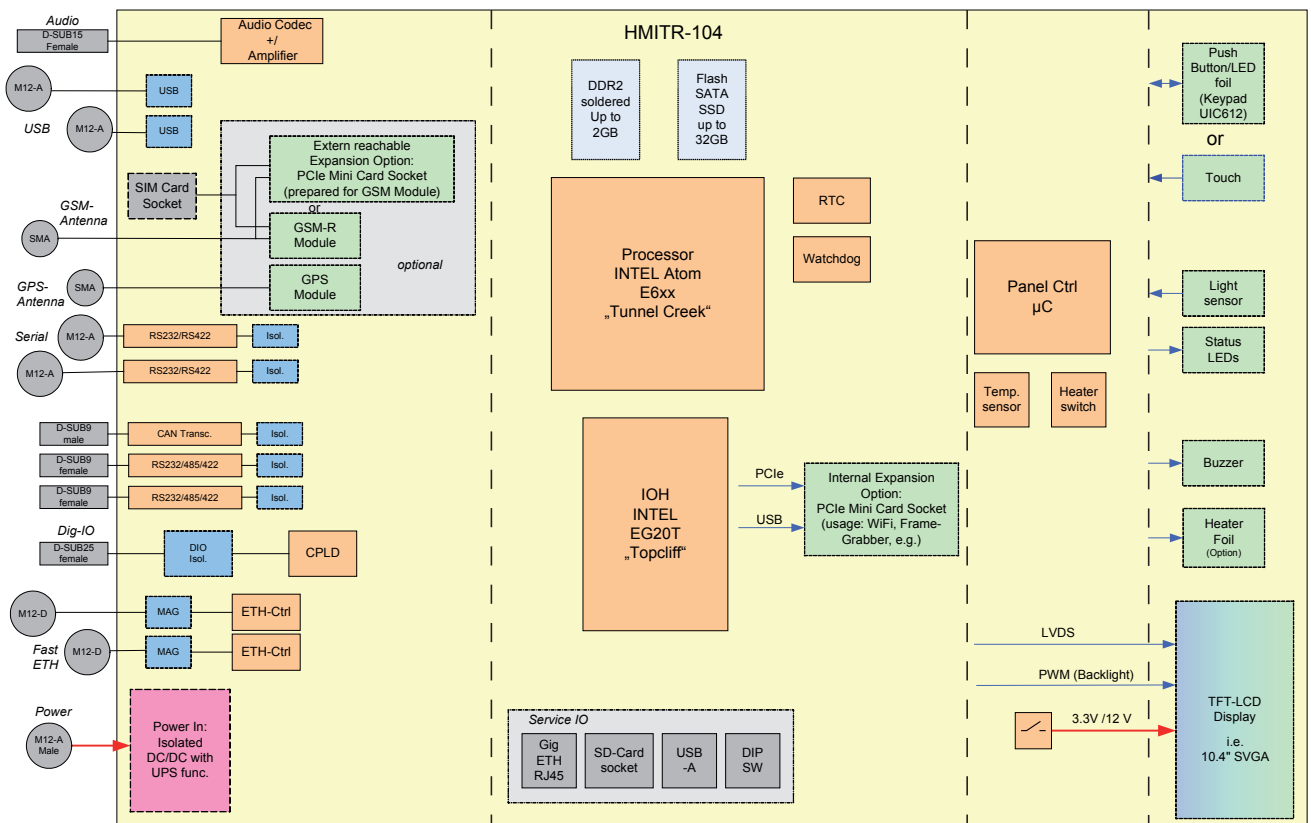 HMITR-104
Audio
D-SUB15
Female
Audio Codec
+/
Amplifier
M12-A
USB
USB
M12-A
USB
SIM Card
Socket
Extern reachable
Expansion Option:
PCIe Mini Card Socket
(prepared for GSM Module)
or
GSM-R
Module
optional
GPS
Module
GSM-
Antenna
SMA
GPS-
Antenna
SMA
Serial
M12-A
RS232/RS422
Isol.
M12-A
RS232/RS422
Isol.
D-SUB9
male
CAN Transc.
Isol.
D-SUB9
female
RS232/485/422
Isol.
D-SUB9
female
RS232/485/422
Isol.
Dig-IO
D-SUB25
female
DIO
Isol.
CPLD
M12-D
MAG
ETH-Ctrl
Fast
ETH
M12-D
MAG
ETH-Ctrl
Power
M12-A
Male
Power In:
Isolated
DC/DC with
UPS func.
DDR2
soldered
Up to
2GB
Flash
SATA
SSD
up to
32GB
Processor
INTEL Atom
E6xx
„Tunnel Creek“
RTC
Watchdog
IOH
INTEL
EG20T
„Topcliff“
PCIe
USB
Internal Expansion
Option:
PCIe Mini Card Socket
(usage: WiFi, Frame-
Grabber, e.g.)
Service IO
Gig
ETH
RJ45
SD-Card
socket
USB
-A
DIP
SW
Panel Ctrl
µC
Temp.
sensor
Heater
switch
LVDS
PWM (Backlight)
3.3V /12 V
Push
Button/LED
foil
(Keypad
UIC612)
or
Touch
Light
sensor
Status
LEDs
Buzzer
Heater
Foil
(Option)
TFT-LCD
Display
i.e.
10.4" SVGA